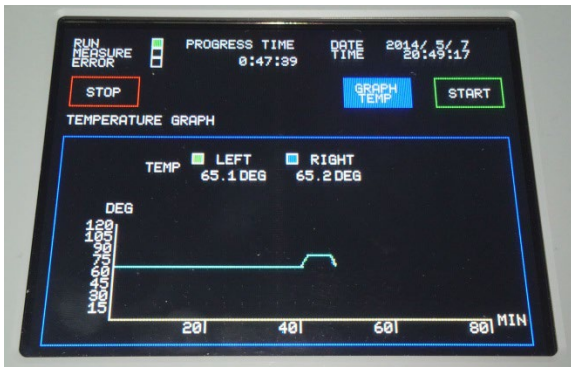 RUN
MEASURE
ERROR
PROGRESS TIME
0:47:39
DATE 2014/ 5/ 7
TIME 20:49:17
STOP
GRAPH
TEMP
START
TEMPERATURE GRAPH
TEMP LEFT RIGHT
65.1 DEG 65.2 DEG
DEG
120
105
90
75
60
45
30
15
20 40 60 80 MIN